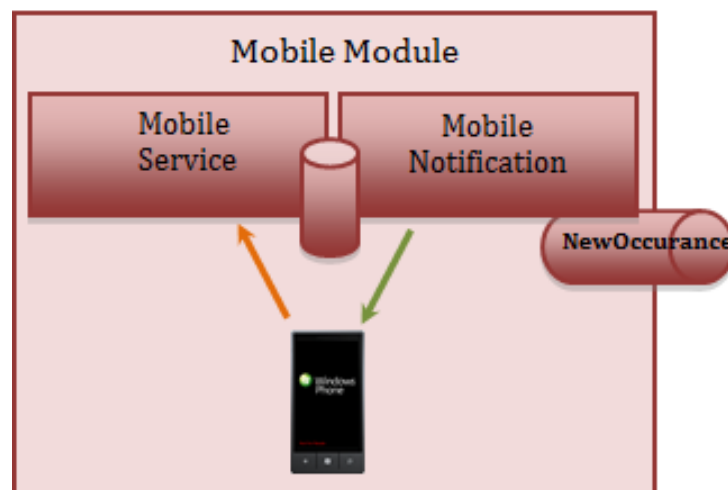 Mobile Module
Mobile
Service
Mobile
Notification
NewOccurance
Windows
Phone